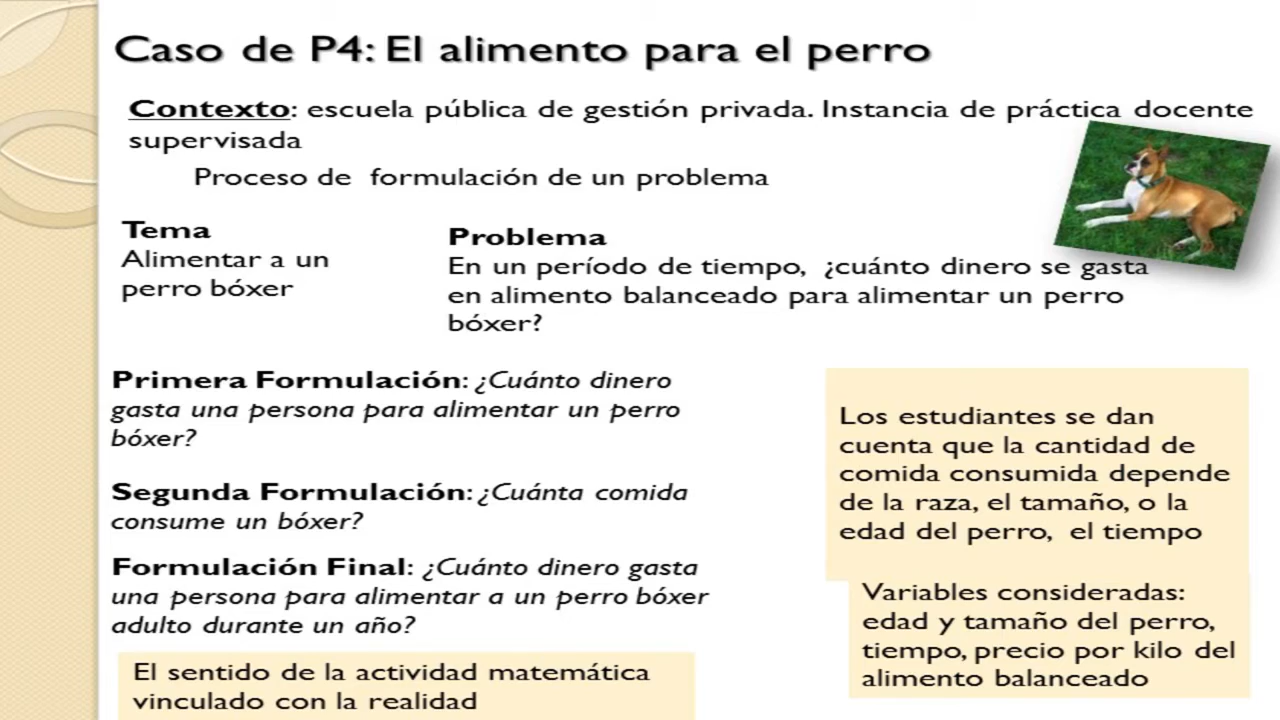 Caso de P4: El alimento para el perro
Contexto: escuela pública de gestión privada. Instancia de práctica docente
supervisada
Proceso de formulación de un problema
Tema
Alimentar a un
perro bóxer
Problema
En un período de tiempo, ¿cuánto dinero se gasta
en alimento balanceado para alimentar un perro
bóxer?
Primera Formulación: ¿Cuánto dinero
gasta una persona para alimentar un perro
bóxer?
Segunda Formulación: ¿Cuánta comida
consume un bóxer?
Formulación Final: ¿Cuánto dinero gasta
una persona para alimentar a un perro bóxer
adulto durante un año?
El sentido de la actividad matemática
vinculado con la realidad
Los estudiantes se dan
cuenta que la cantidad de
comida consumida depende
de la raza, el tamaño, o la
edad del perro, el tiempo
Variables consideradas:
edad y tamaño del perro,
tiempo, precio por kilo del
alimento balanceado